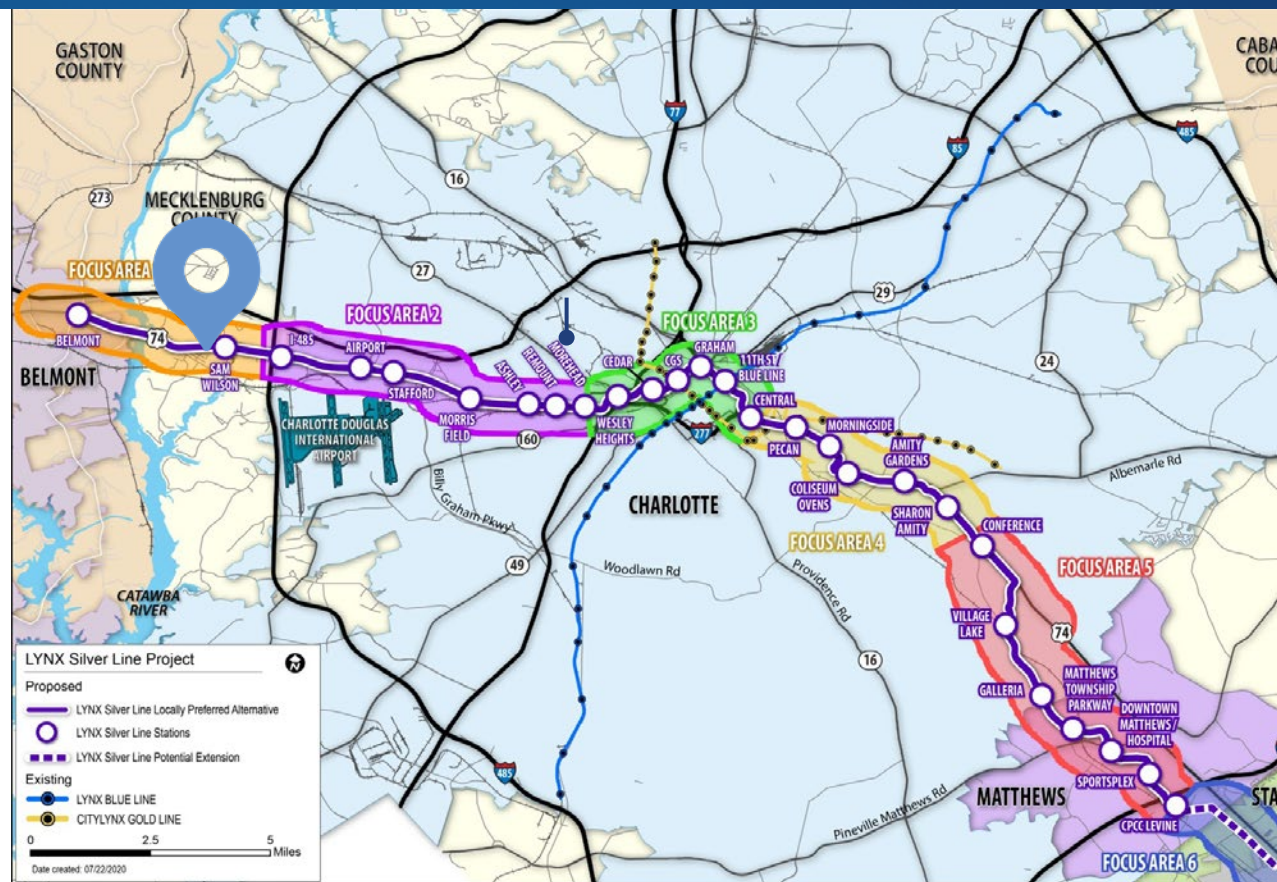 GASTON
COUNTY
CABA
COU
77
485
85
16
273
MECKLENBURG
COUNTY
27
29
FOCUS AREA
FOCUS AREA 2
FOCUS AREA 3
24
BELMONT
74
SAM
WILSON
I-485
AIRPORT
STAFFORD
MORRIS
FIELD
ASHLEY
REMOUNT
MOREHEAD
CEDAR
WESLEY
HEIGHTS
CGS
GRAHAM
11TH ST/
BLUE LINE
CENTRAL
PECAN
MORNINGSIDE
COLISEUM
OVENS
AMITY
GARDENS
SHARON
AMITY
CONFERENCE
BELMONT
CHARLOTTE DOUGLAS
INTERNATIONAL
AIRPORT
160
277
Billy Graham Pkwy
CHARLOTTE
Albemarle Rd
FOCUS AREA 4
FOCUS AREA 5
49
Woodlawn Rd
Providence Rd
CATAWBA
RIVER
16
74
VILLAGE
LAKE
GALLERIA
MATTHEWS
TOWNSHIP
PARKWAY
DOWNTOWN
MATTHEWS /
HOSPITAL
SPORTSPLEX
CPCC LEVINE
485
Pineville Matthews Rd
MATTHEWS
STA
FOCUS AREA 6
LYNX Silver Line Project
N
Proposed
LYNX Silver Line Locally Preferred Alternative
LYNX Silver Line Stations
LYNX Silver Line Potential Extension
Existing
LYNX BLUE LINE
CITYLYNX GOLD LINE
0 2.5 5
Miles
Date created: 07/22/2020